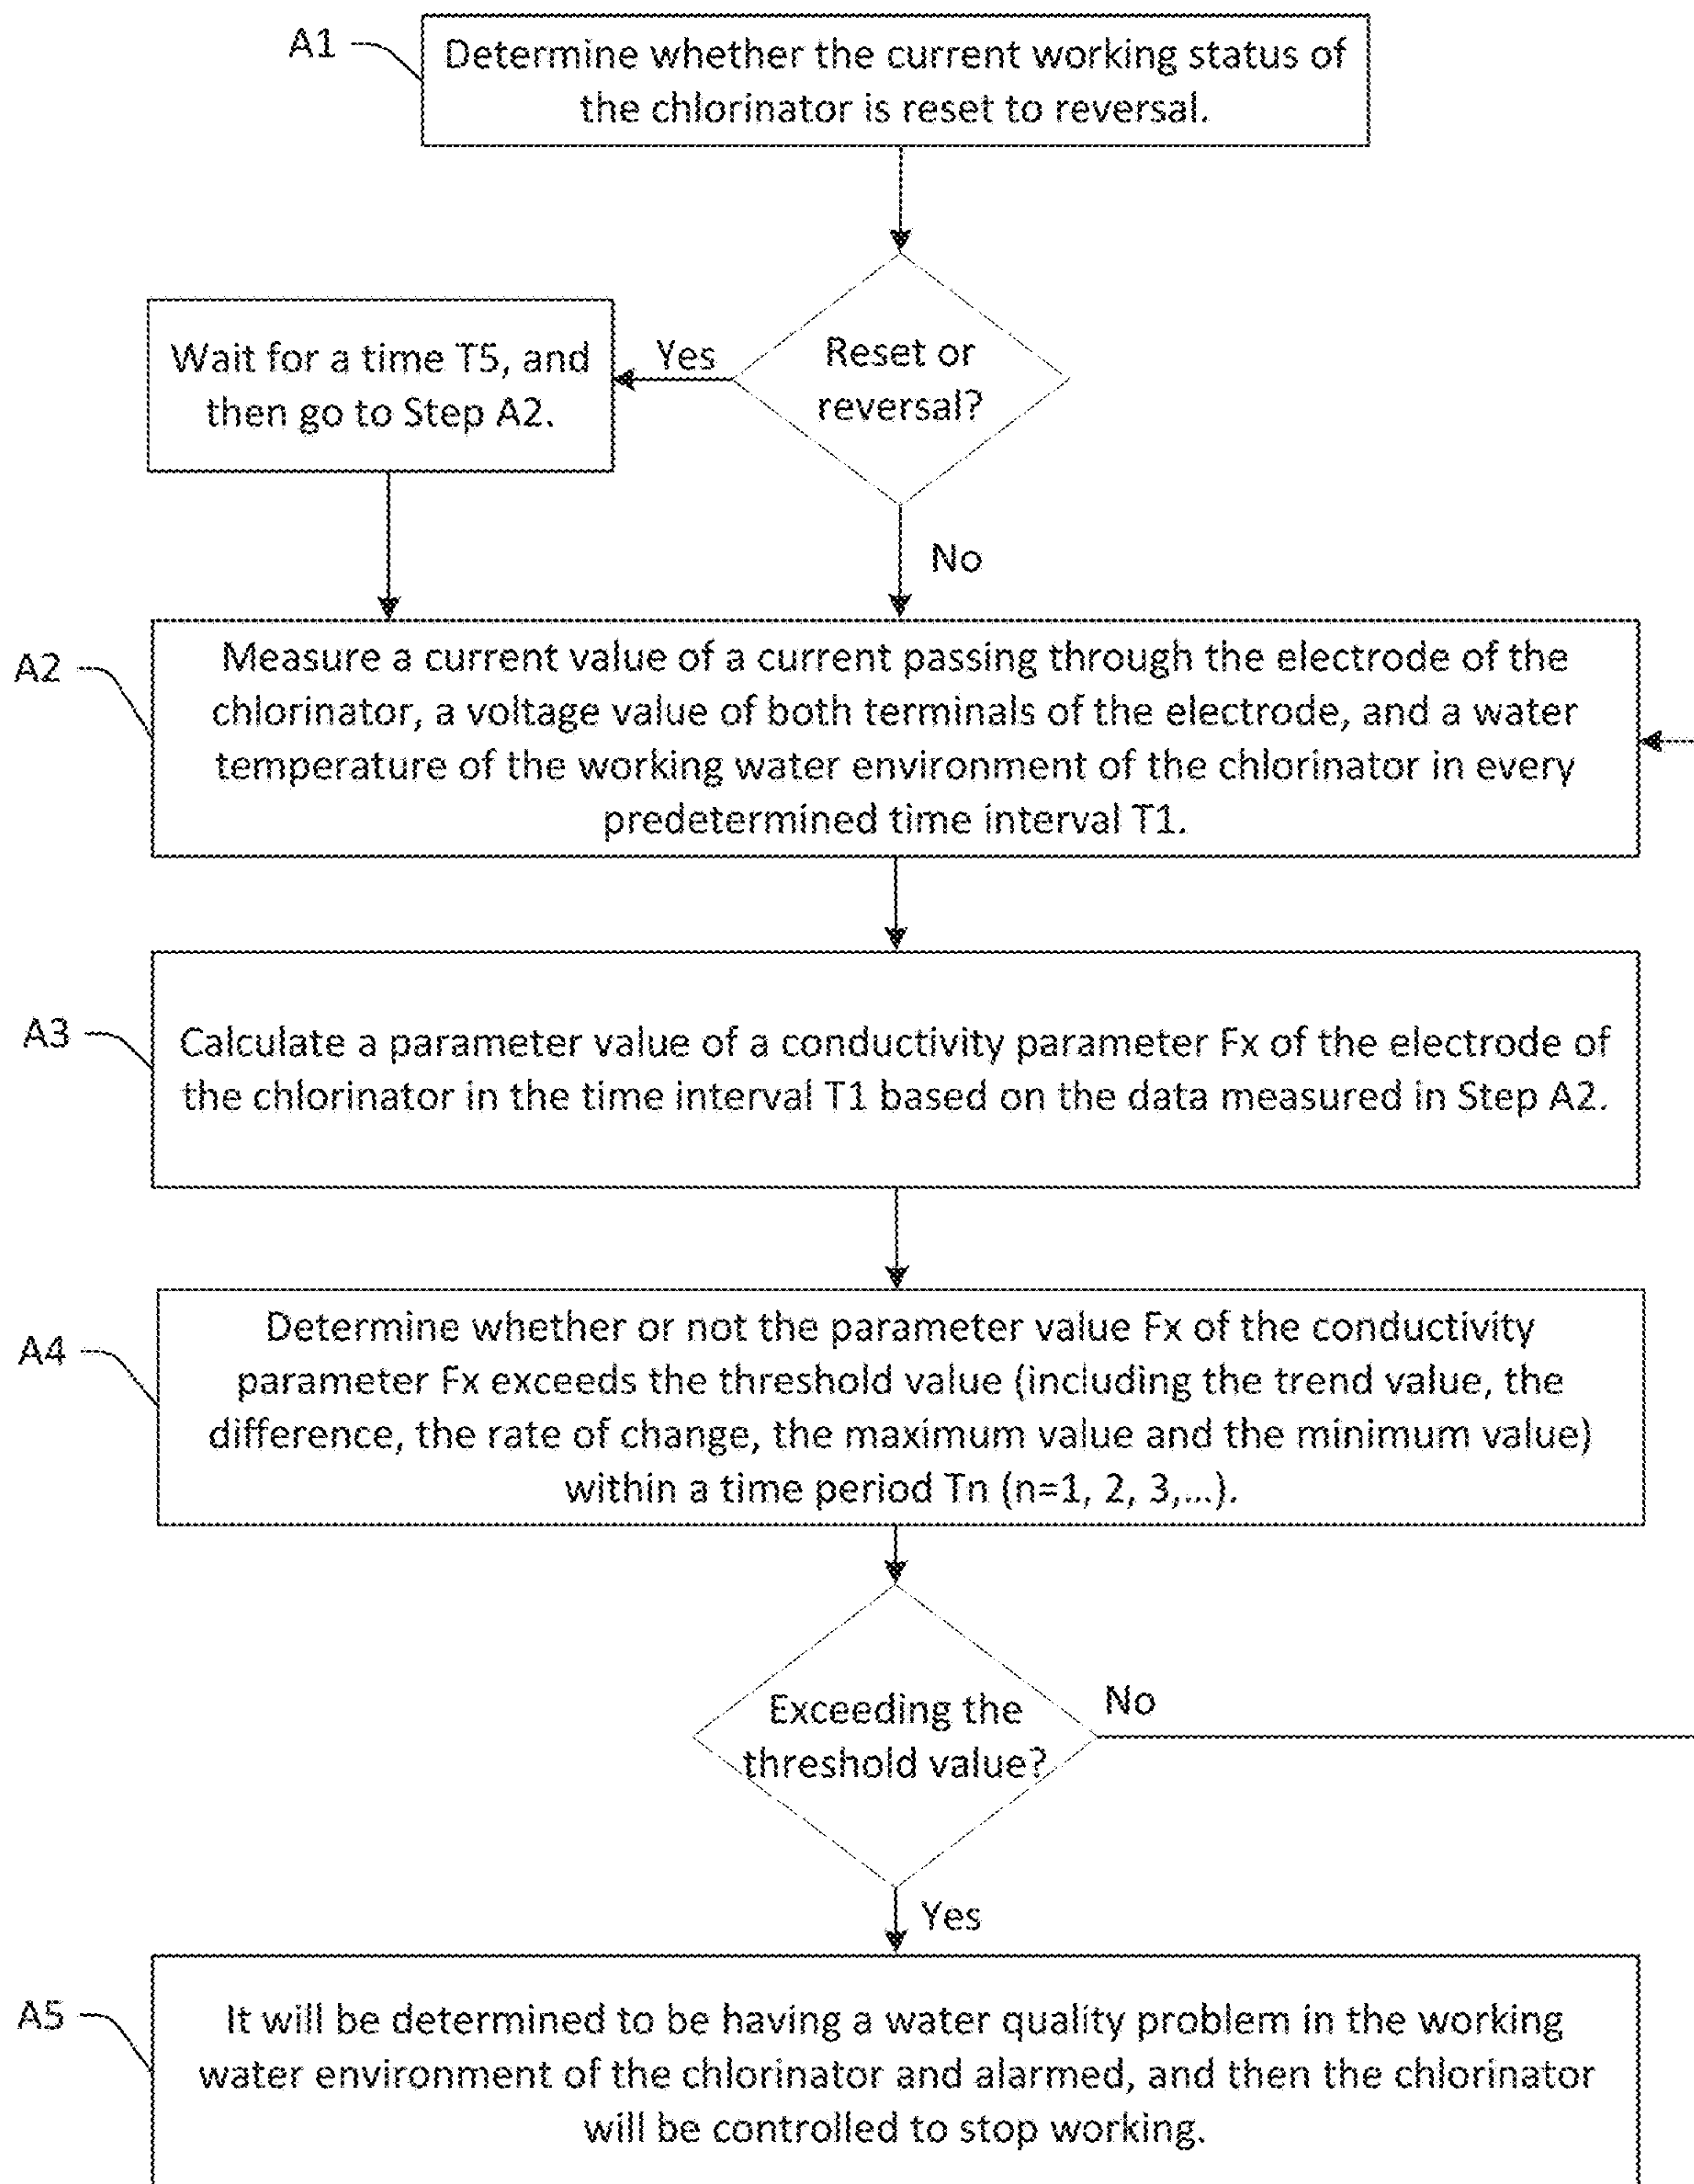 A1
Determine whether the current working status of
the chlorinator is reset to reversal.
Reset or
reversal?
Yes
Wait for a time T5, and
then go to Step A2.
No
A2
Measure a current value of a current passing through the electrode of the
chlorinator, a voltage value of both terminals of the electrode, and a water
temperature of the working water environment of the chlorinator in every
predetermined time interval T1.
A3
Calculate a parameter value of a conductivity parameter Fx of the electrode of
the chlorinator in the time interval T1 based on the data measured in Step A2.
A4
Determine whether or not the parameter value Fx of the conductivity
parameter Fx exceeds the threshold value (including the trend value, the
difference, the rate of change, the maximum value and the minimum value)
within a time period Tn (n=1, 2, 3,...).
Exceeding the
threshold value?
No
Yes
A5
It will be determined to be having a water quality problem in the working
water environment of the chlorinator and alarmed, and then the chlorinator
will be controlled to stop working.